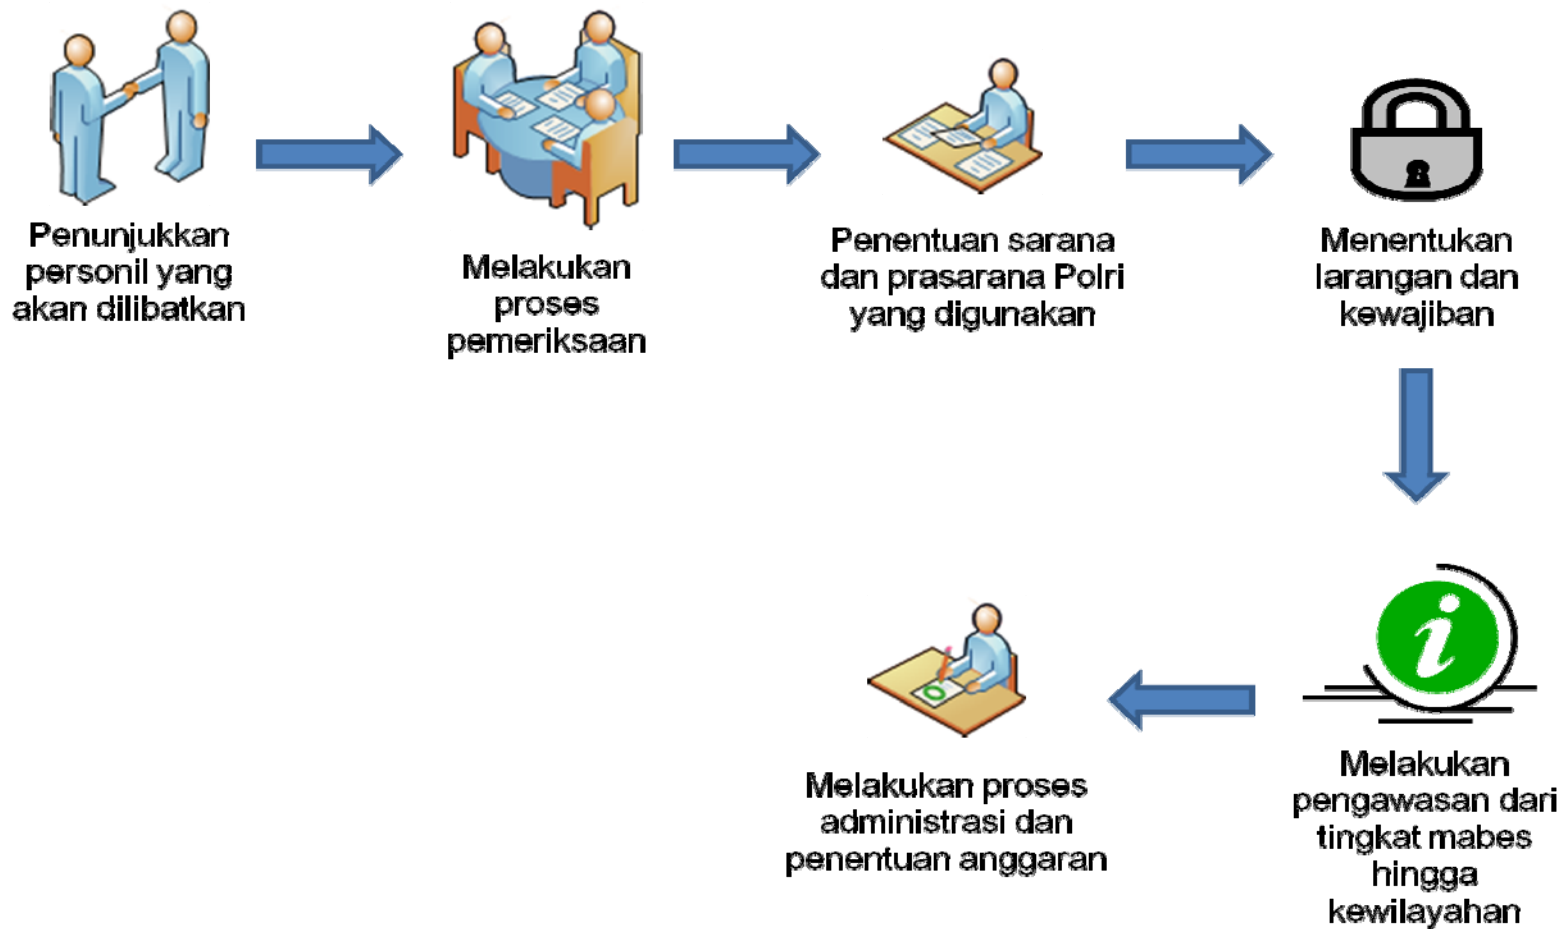 Penunjukkan
personil yang
akan dilibatkan
Melakukan
proses
pemeriksaan
Penentuan sarana
dan prasarana Polri
yang digunakan
Menentukan
larangan dan
kewajiban
Melakukan
pengawasan dari
tingkat mabes
hingga
kewilayahan
Melakukan proses
administrasi dan
penentuan anggaran